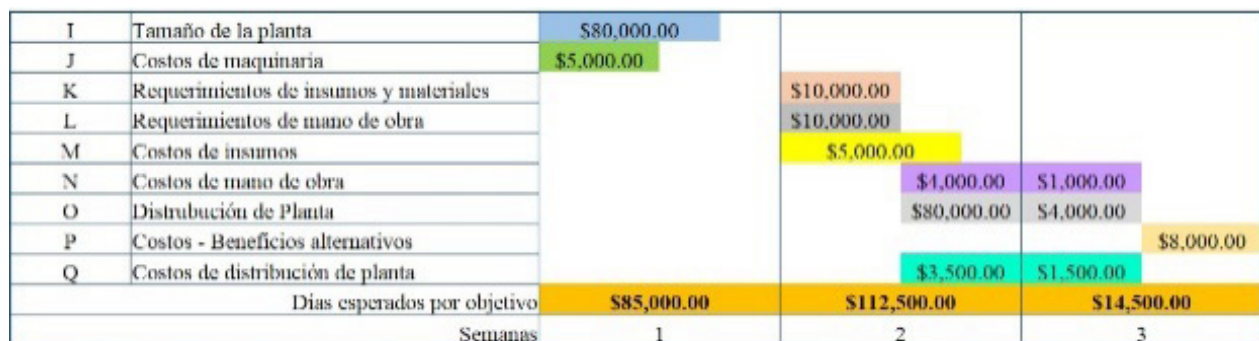 I Tamaño de la planta $80,000.00
J Costos de maquinaria $5,000.00
K Requerimientos de insumos y materiales $10,000.00
L Requerimientos de mano de obra $10,000.00
M Costos de insumos $5,000.00
N Costos de mano de obra $4,000.00 $1,000.00
O Distrubución de Planta $80,000.00 $4,000.00
P Costos - Beneficios alternativos $8,000.00
Q Costos de distribución de planta $3,500.00 $1,500.00
Dias esperados por objetivo $85,000.00 $112,500.00 $14,500.00
Semanas 1 2 3